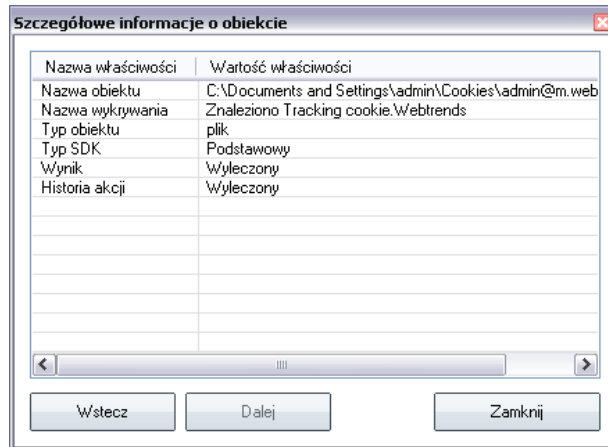 Szczegółowe informacje o obiekcie
Nazwa właściwości Wartość właściwości
Nazwa obiektu C:\Documents and Settings\admin\Cookies\admin@m.web
Nazwa wykrywania Znaleziono Tracking cookie.Webtrends
Typ obiektu plik
Typ SDK Podstawowy
Wynik Wyleczony
Historia akcji Wyleczony
Wstecz Dalej Zamknij